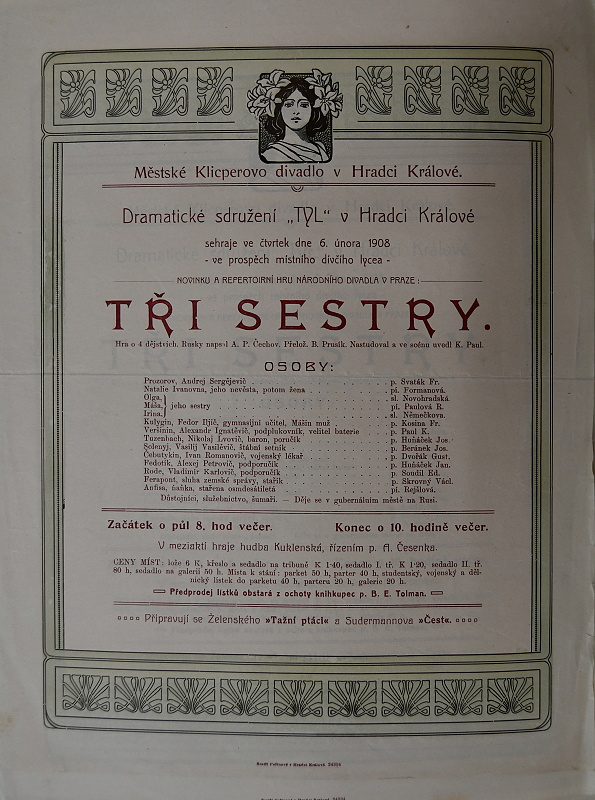 Městské Klicperovo divadlo v Hradci Králové.
Dramatické sdružení „TYL" v Hradci Králové
sehraje ve čtvrtek dne 6. února 1908
- ve prospěch místního dívčího lycea -
NOVINKU A REPERTOIRNÍ HRU NÁRODNÍHO DIVADLA V PRAZE:
TŘI SESTRY.
Hra o 4 dějstvích. Rusky napsal A. P. Čechov. Přelož. B. Prusík. Nastudoval a ve scénu uvedl K. Paul.
OSOBY:
Prozorov, Andrej Sergějevič . . . p. Svaták Fr.
Natalie Ivanovna, jeho nevěsta, potom žena . . . pí. Formanová.
Olga, sl. Novohradská
Máša, jeho sestry . . . pí. Paulová R.
Irina, sl. Němečkova.
Kulygin, Fedor Iljič, gymnasijní učitel, Mášin muž . . . p. Kosina Fr.
Veršinin, Alexandr Ignatěvič, podplukovník, velitel baterie . . . p. Paul K.
Tuzenbach, Nikolaj Lvovič, baron, poručík . . . p. Huňáček Jos.
Solenyj, Vasilij Vasilěvič, štábní setník . . . p. Beránek Jos.
Čebutykin, Ivan Romanovič, vojenský lékař . . . p. Dvořák Gust.
Fedotik, Alexej Petrovič, podporučík . . . p. Huňáček Jan.
Rode, Vladimír Karlovič, podporučík . . . p. Soudil Ed.
Ferapont, sluha zemské správy, stařík . . . p. Skrovný Václ.
Anfisa, ňaňka, stařena osmdesátiletá . . . pí. Rejšlová.
Důstojníci, služebnictvo, šumaři. — Děje se v gubernálním městě na Rusi.
Začátek o půl 8. hod večer. Konec o 10. hodině večer.
V meziaktí hraje hudba Kuklenská, řízením p. A. Česenka.
CENY MÍST: lože 6 K, křeslo a sedadlo na tribuně K 1·40, sedadlo I. tř. K 1·20, sedadlo II. tř.
80 h, sedadlo na galerii 50 h. Místa k stání: parket 50 h, parter 40 h, studentský, vojenský a děl-
nický lístek do parketu 40 h, parteru 20 h, galerie 20 h.
Předprodej lístků obstará z ochoty knihkupec p. B. E. Tolman.
Připravují se Želenského »Tažní ptáci« a Sudermannova »Čest«.